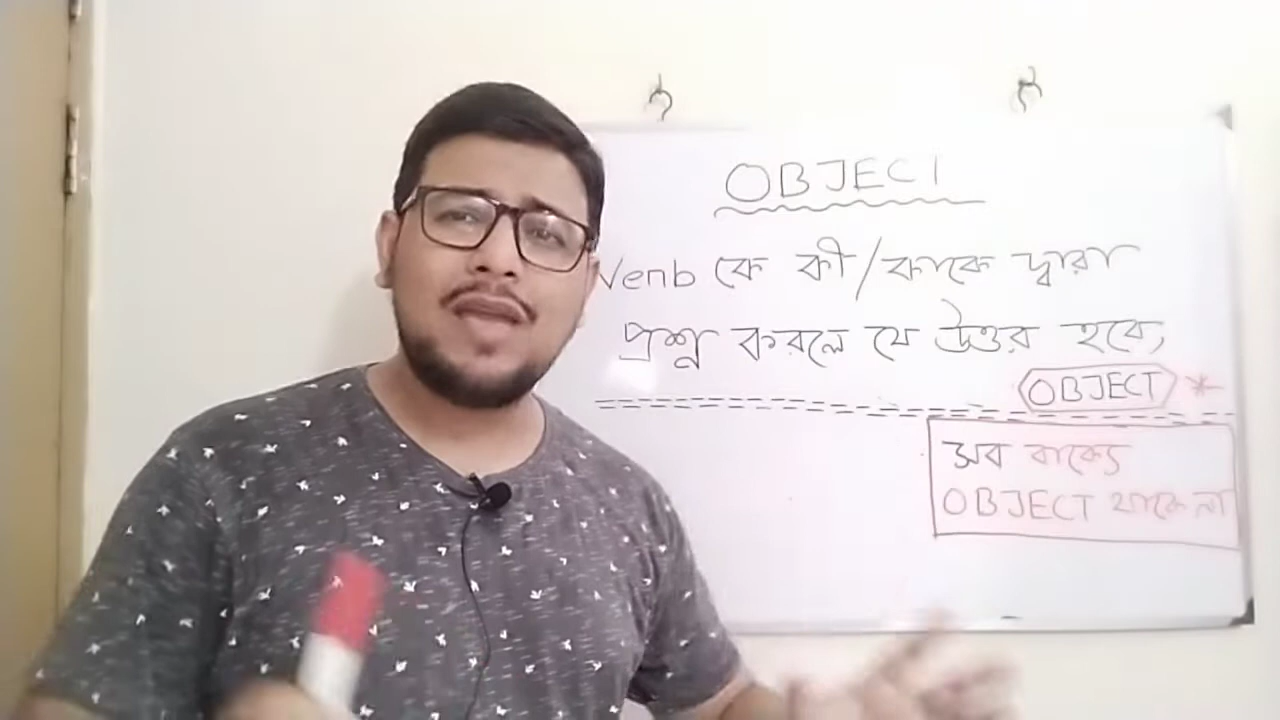 OBJECT
Verb কে কী/কাকে দ্বারা
প্রশ্ন করলে যে উত্তর হবে,
OBJECT *
সব বাক্যে
OBJECT থাকে না